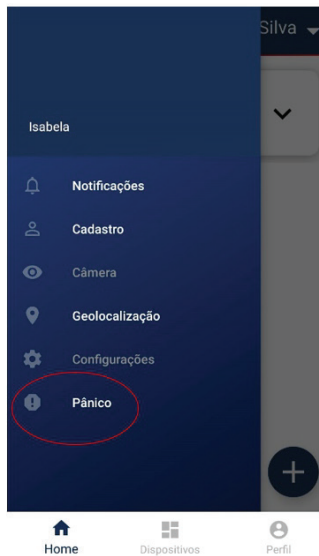 Silva
Isabela
Notificações
Cadastro
Câmera
Geolocalização
Configurações
Pânico
Home Dispositivos Perfil